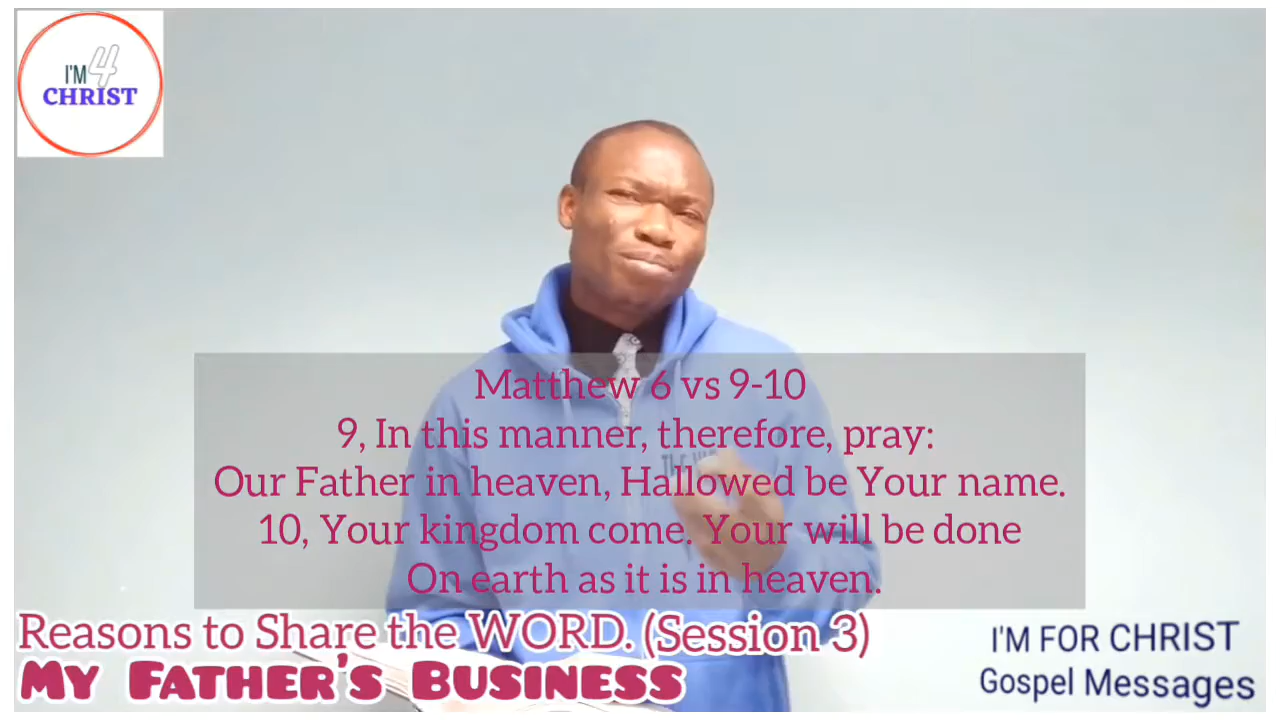 I'M 4
CHRIST
Matthew 6 vs 9-10
9, In this manner, therefore, pray:
Our Father in heaven, Hallowed be Your name.
10, Your kingdom come. Your will be done
On earth as it is in heaven.
Reasons to Share the WORD. (Session 3)
My Father's Business
I'M FOR CHRIST
Gospel Messages